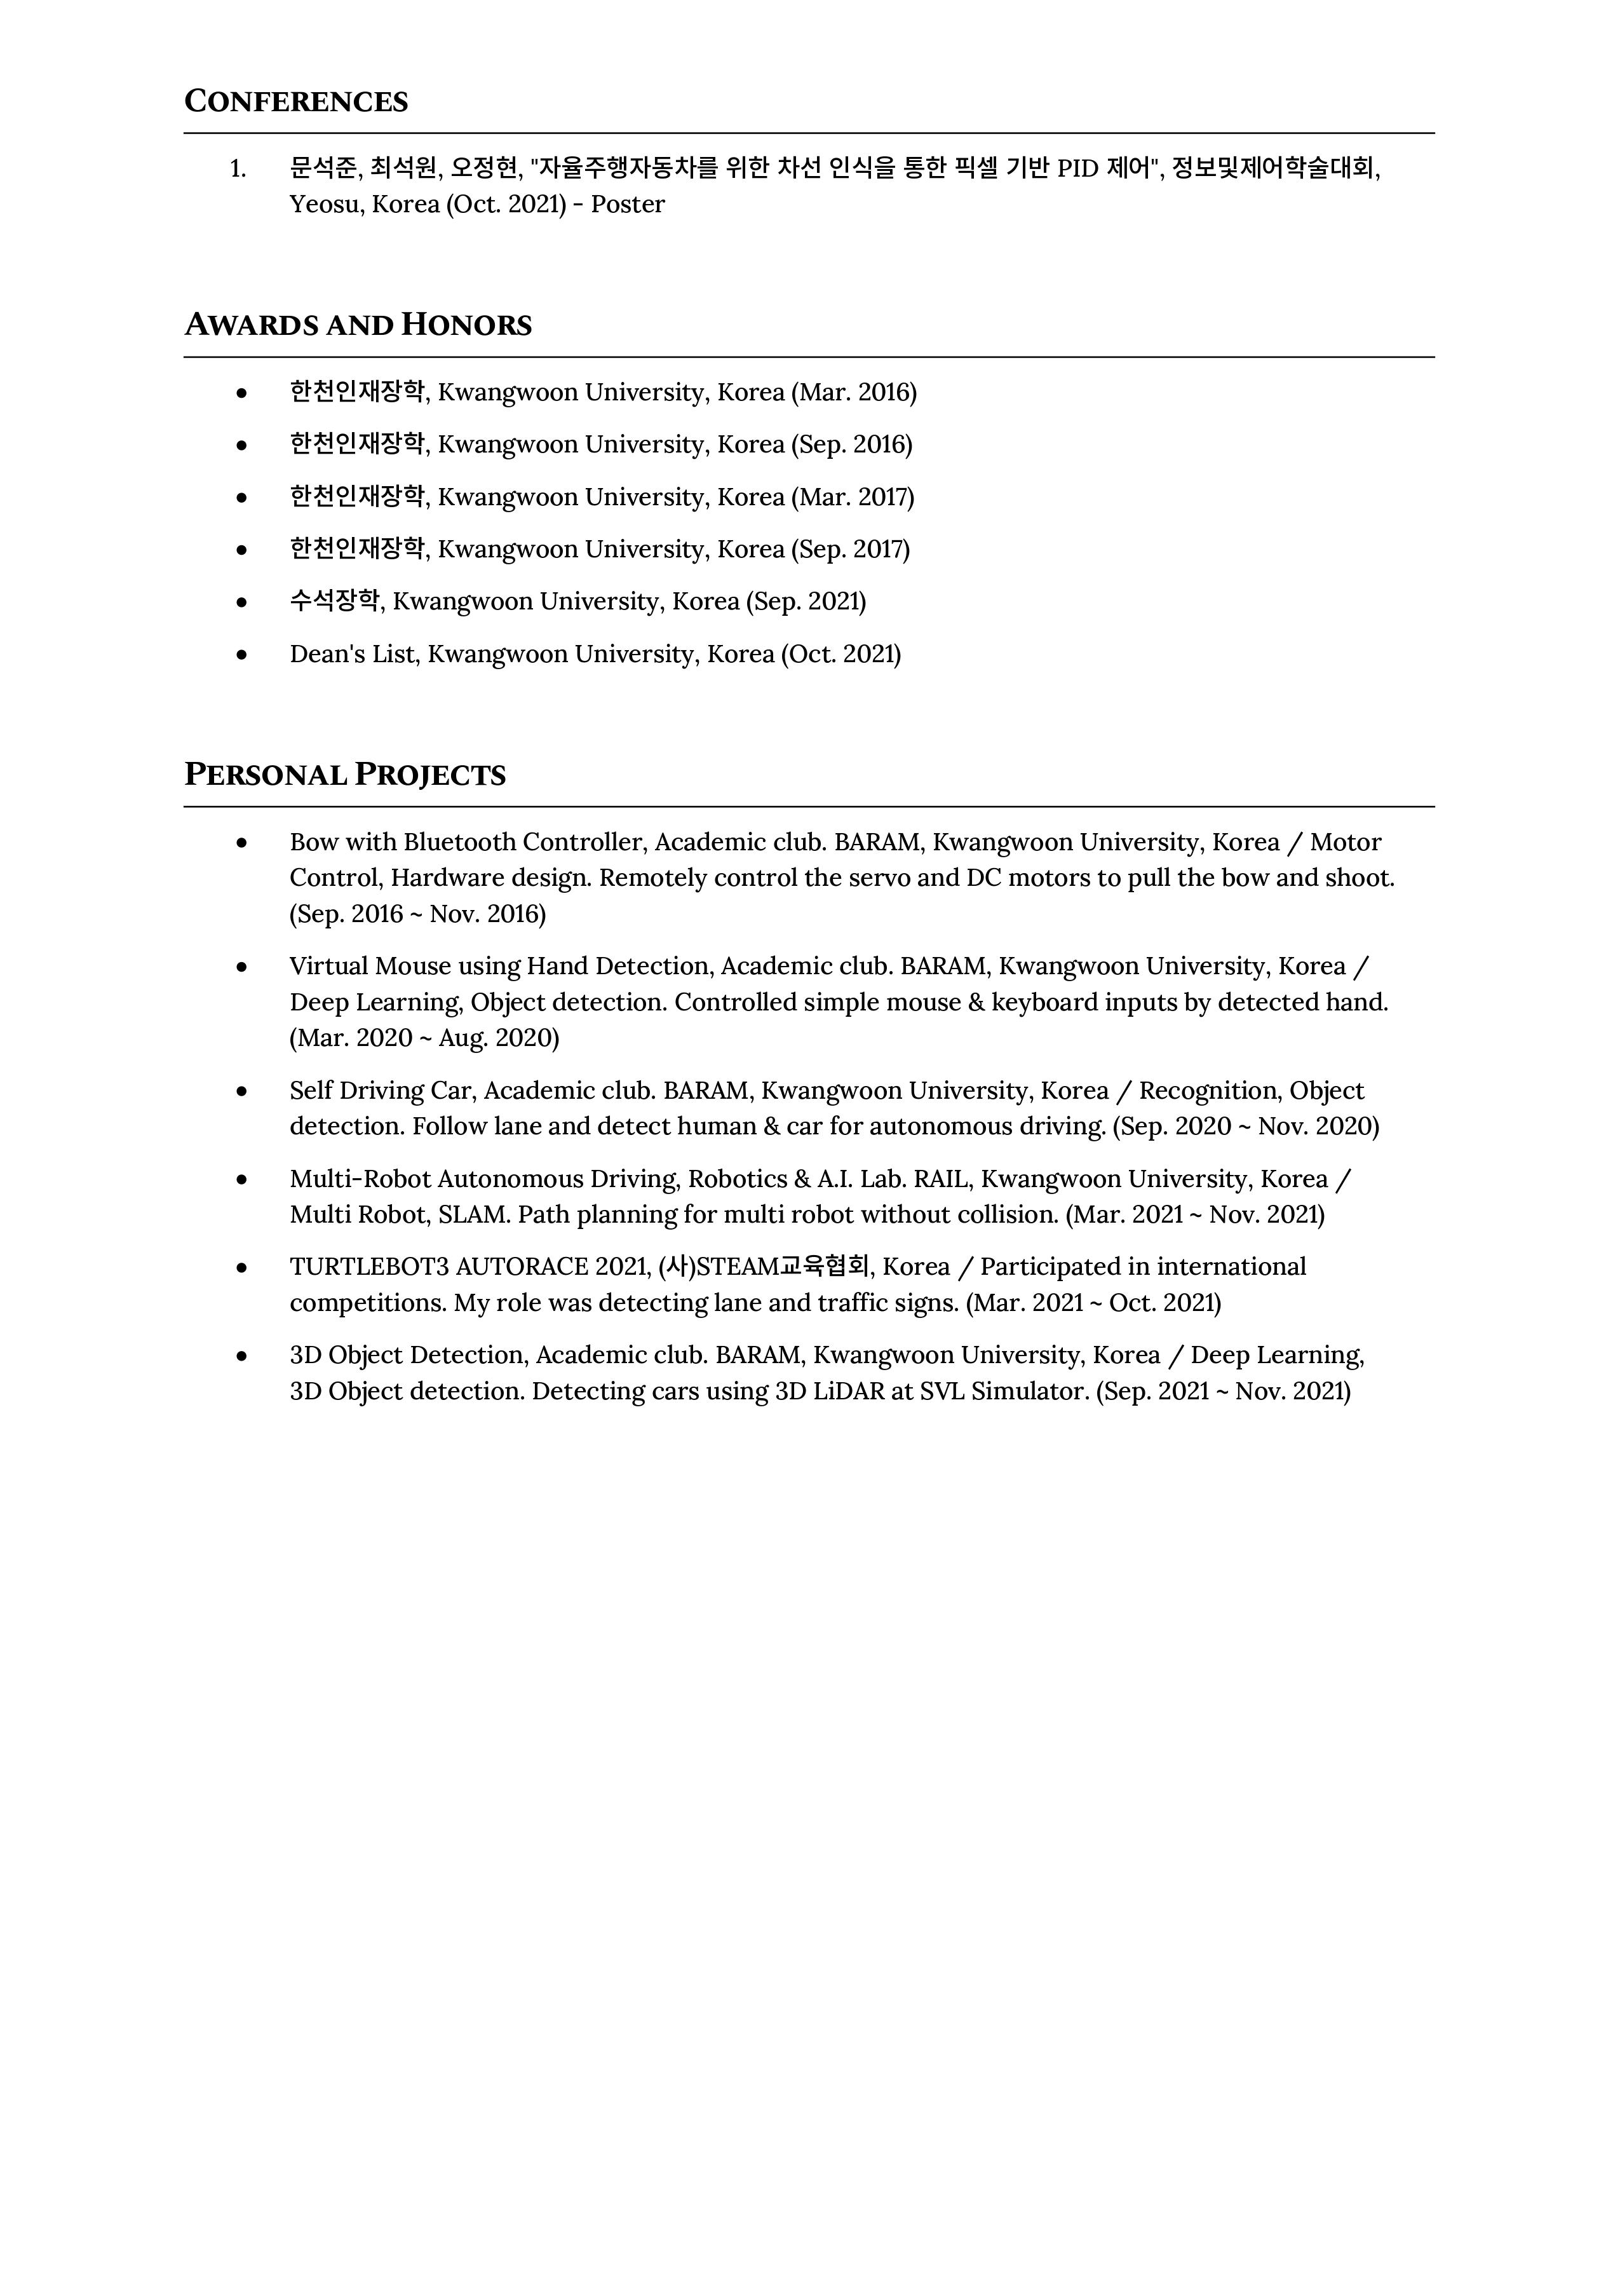 CONFERENCES
1. 문석준, 최석원, 오정현, "자율주행자동차를 위한 차선 인식을 통한 픽셀 기반 PID 제어", 정보및제어학술대회,
Yeosu, Korea (Oct. 2021) - Poster
AWARDS AND HONORS
● 한천인재장학, Kwangwoon University, Korea (Mar. 2016)
● 한천인재장학, Kwangwoon University, Korea (Sep. 2016)
● 한천인재장학, Kwangwoon University, Korea (Mar. 2017)
● 한천인재장학, Kwangwoon University, Korea (Sep. 2017)
● 수석장학, Kwangwoon University, Korea (Sep. 2021)
● Dean's List, Kwangwoon University, Korea (Oct. 2021)
PERSONAL PROJECTS
● Bow with Bluetooth Controller, Academic club. BARAM, Kwangwoon University, Korea / Motor
Control, Hardware design. Remotely control the servo and DC motors to pull the bow and shoot.
(Sep. 2016 ~ Nov. 2016)
● Virtual Mouse using Hand Detection, Academic club. BARAM, Kwangwoon University, Korea /
Deep Learning, Object detection. Controlled simple mouse & keyboard inputs by detected hand.
(Mar. 2020 ~ Aug. 2020)
● Self Driving Car, Academic club. BARAM, Kwangwoon University, Korea / Recognition, Object
detection. Follow lane and detect human & car for autonomous driving. (Sep. 2020 ~ Nov. 2020)
● Multi-Robot Autonomous Driving, Robotics & A.I. Lab. RAIL, Kwangwoon University, Korea /
Multi Robot, SLAM. Path planning for multi robot without collision. (Mar. 2021 ~ Nov. 2021)
● TURTLEBOT3 AUTORACE 2021, (사)STEAM교육협회, Korea / Participated in international
competitions. My role was detecting lane and traffic signs. (Mar. 2021 ~ Oct. 2021)
● 3D Object Detection, Academic club. BARAM, Kwangwoon University, Korea / Deep Learning,
3D Object detection. Detecting cars using 3D LiDAR at SVL Simulator. (Sep. 2021 ~ Nov. 2021)